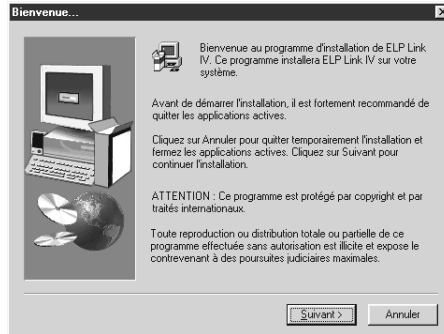 Bienvenue...
Bienvenue au programme d'installation de ELP Link
IV. Ce programme installera ELP Link IV sur votre
système.
Avant de démarrer l'installation, il est fortement recommandé de
quitter les applications actives.
Cliquez sur Annuler pour quitter temporairement l'installation et
fermez les applications actives. Cliquez sur Suivant pour
continuer l'installation.
ATTENTION : Ce programme est protégé par copyright et par
traités internationaux.
Toute reproduction ou distribution totale ou partielle de ce
programme effectuée sans autorisation est illicite et expose le
contrevenant à des poursuites judiciaires maximales.
Suivant >
Annuler